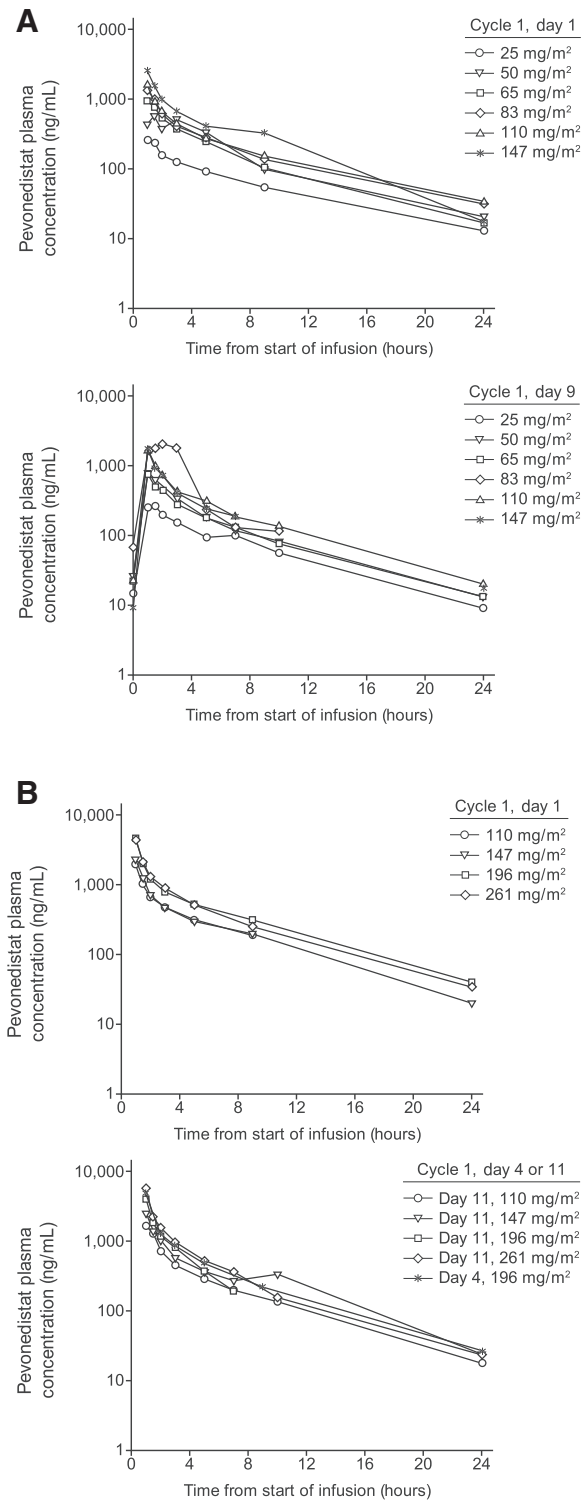 A
Cycle 1, day 1
25 mg/m²
50 mg/m²
65 mg/m²
83 mg/m²
110 mg/m²
147 mg/m²
Pevonedistat plasma
concentration (ng/mL)
10,000
1,000
100
10
1
0 4 8 12 16 20 24
Time from start of infusion (hours)
Cycle 1, day 9
25 mg/m²
50 mg/m²
65 mg/m²
83 mg/m²
110 mg/m²
147 mg/m²
Pevonedistat plasma
concentration (ng/mL)
10,000
1,000
100
10
1
0 4 8 12 16 20 24
Time from start of infusion (hours)
B
Cycle 1, day 1
110 mg/m²
147 mg/m²
196 mg/m²
261 mg/m²
Pevonedistat plasma
concentration (ng/mL)
10,000
1,000
100
10
1
0 4 8 12 16 20 24
Time from start of infusion (hours)
Cycle 1, day 4 or 11
Day 11, 110 mg/m²
Day 11, 147 mg/m²
Day 11, 196 mg/m²
Day 11, 261 mg/m²
Day 4, 196 mg/m²
Pevonedistat plasma
concentration (ng/mL)
10,000
1,000
100
10
1
0 4 8 12 16 20 24
Time from start of infusion (hours)